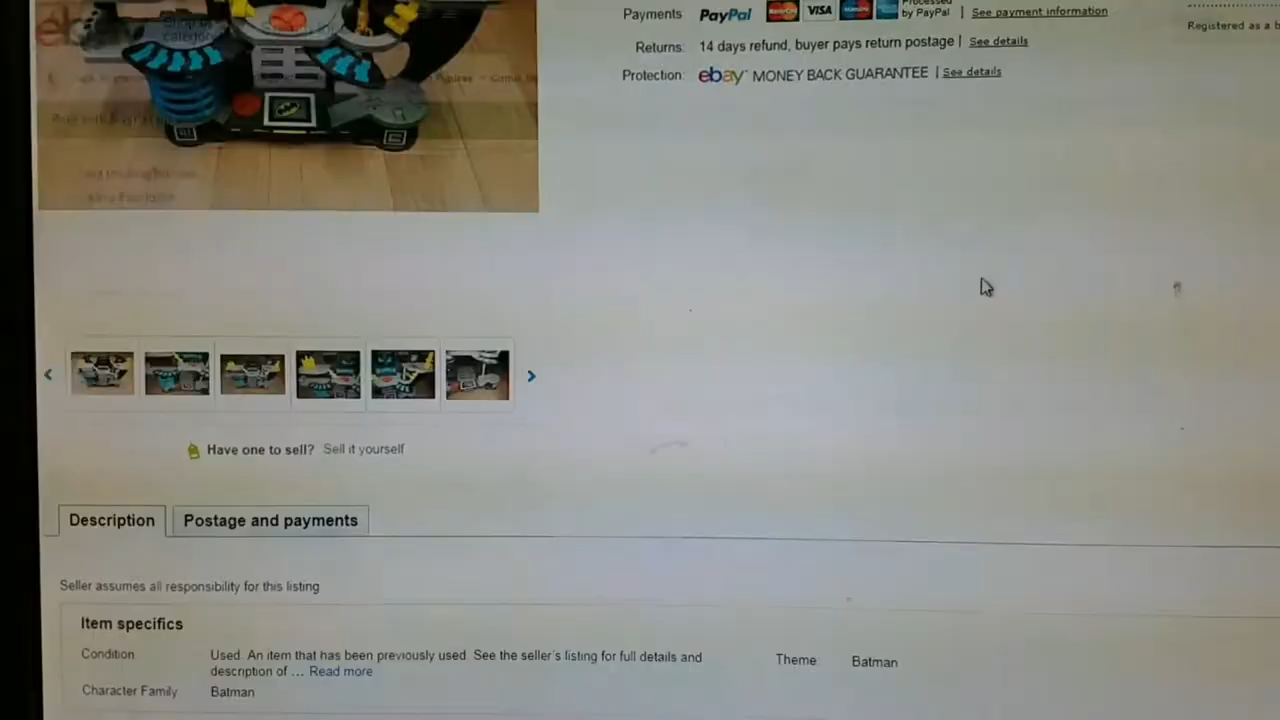 Processed
Payments PayPal MasterCard VISA by PayPal | See payment information
Registered as a b
Returns: 14 days refund, buyer pays return postage | See details
Protection: ebay MONEY BACK GUARANTEE | See details
Have one to sell? Sell it yourself
Description Postage and payments
Seller assumes all responsibility for this listing
Item specifics
Condition Used. An item that has been previously used. See the seller's listing for full details and Theme Batman
description of ... Read more
Character Family Batman